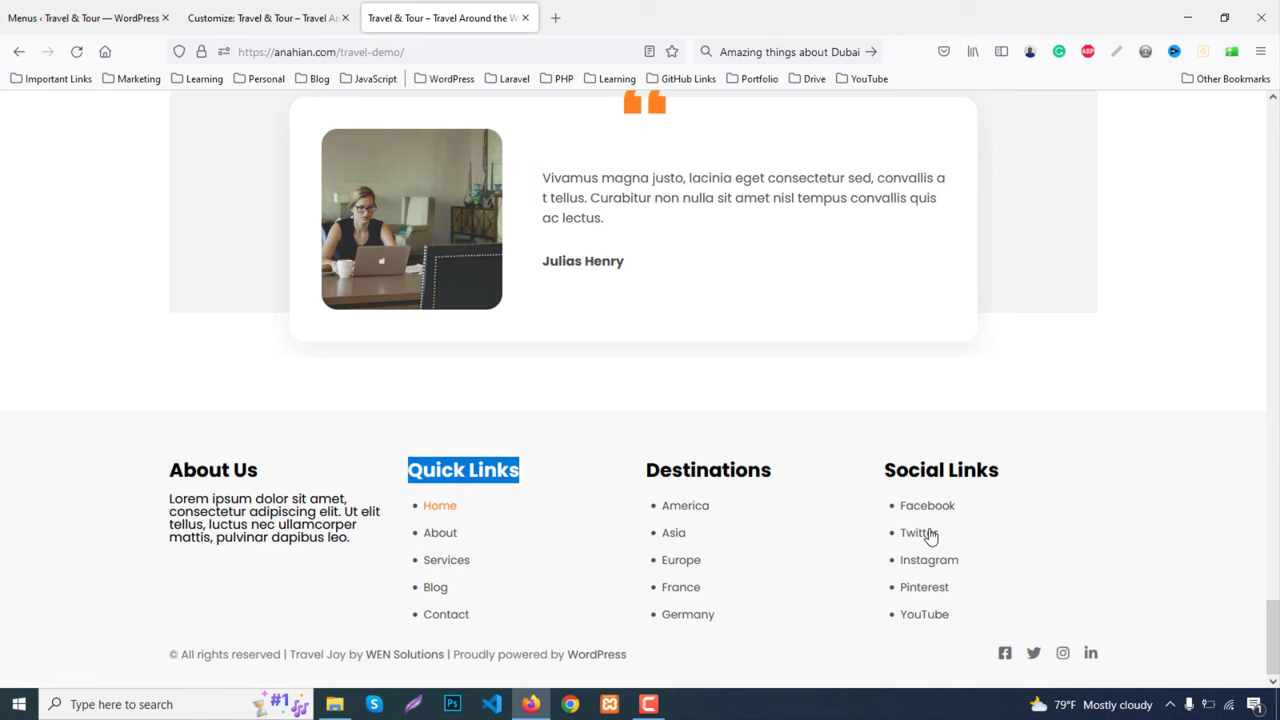 Menus ‹ Travel & Tour — WordPress
Customize: Travel & Tour – Travel Ar
Travel & Tour – Travel Around the W
https://anahian.com/travel-demo/
Amazing things about Dubai
Important Links
Marketing
Learning
Personal
Blog
JavaScript
WordPress
Laravel
PHP
Learning
GitHub Links
Portfolio
Drive
YouTube
Other Bookmarks
Vivamus magna justo, lacinia eget consectetur sed, convallis a
t tellus. Curabitur non nulla sit amet nisl tempus convallis quis
ac lectus.
Julias Henry
About Us
Lorem ipsum dolor sit amet,
consectetur adipiscing elit. Ut elit
tellus, luctus nec ullamcorper
mattis, pulvinar dapibus leo.
Quick Links
Home
About
Services
Blog
Contact
Destinations
America
Asia
Europe
France
Germany
Social Links
Facebook
Twitter
Instagram
Pinterest
YouTube
© All rights reserved | Travel Joy by WEN Solutions | Proudly powered by WordPress
Type here to search
#1
79°F Mostly cloudy